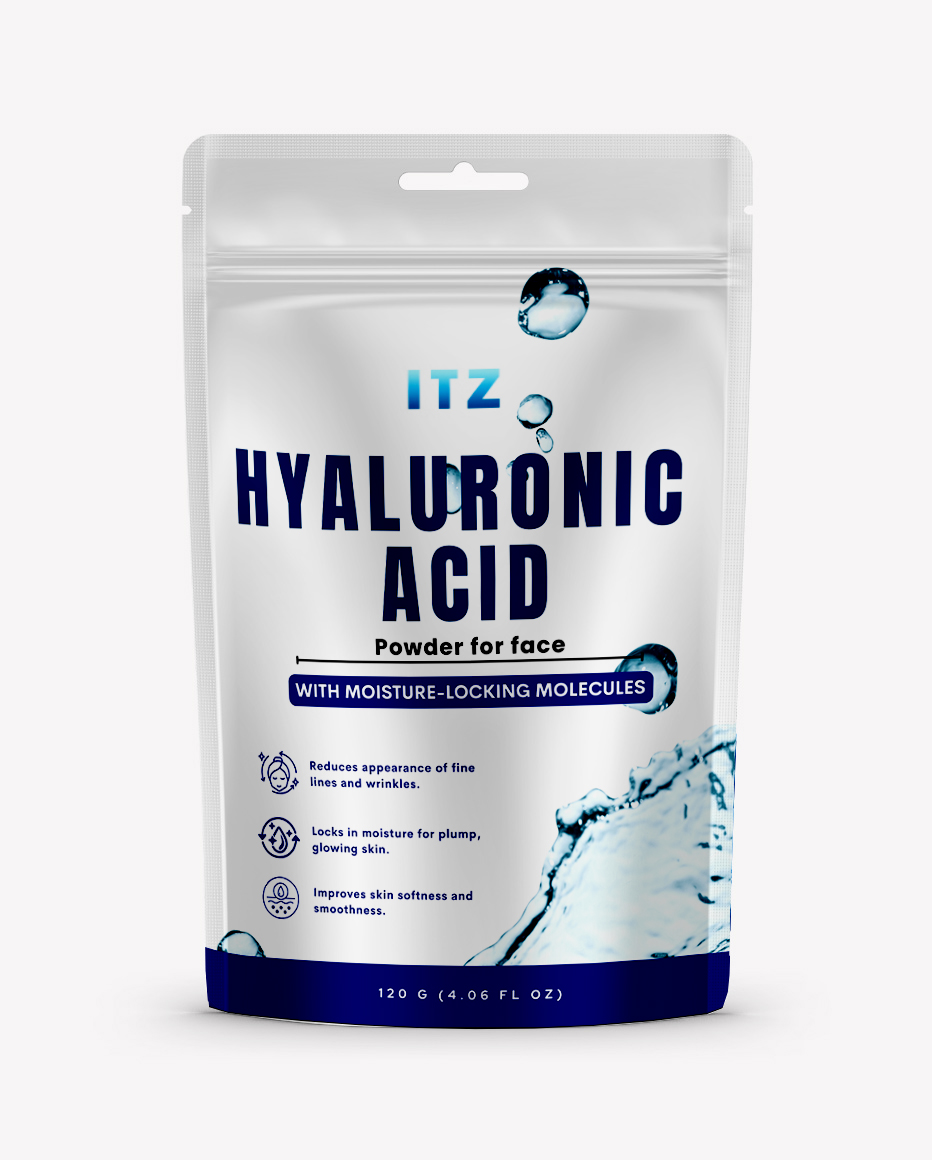 ITZ
HYALURONIC
ACID
Powder for face
WITH MOISTURE-LOCKING MOLECULES
Reduces appearance of fine
lines and wrinkles.
Locks in moisture for plump,
glowing skin.
Improves skin softness and
smoothness.
120 G (4.06 FL OZ)